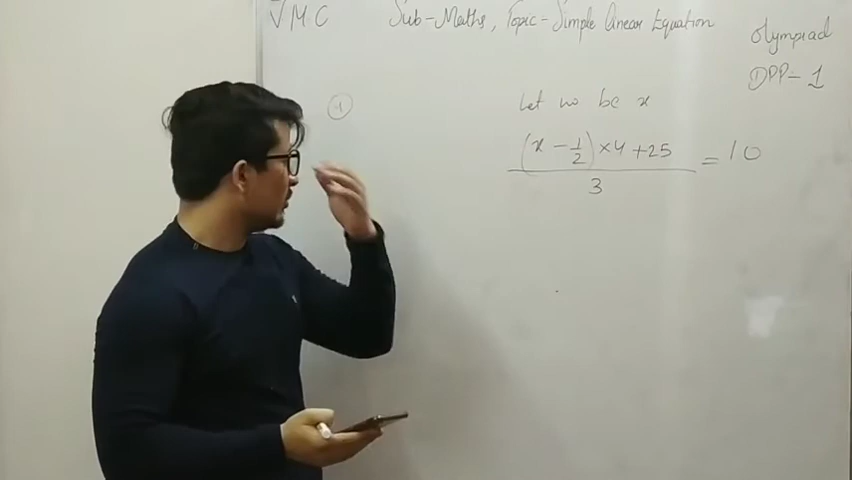 VMC
Sub-Maths, Topic-Simple linear Equation
Olympiad
DPP-1
1
Let no be x
(x - 1/2) × 4 + 25
3
= 10